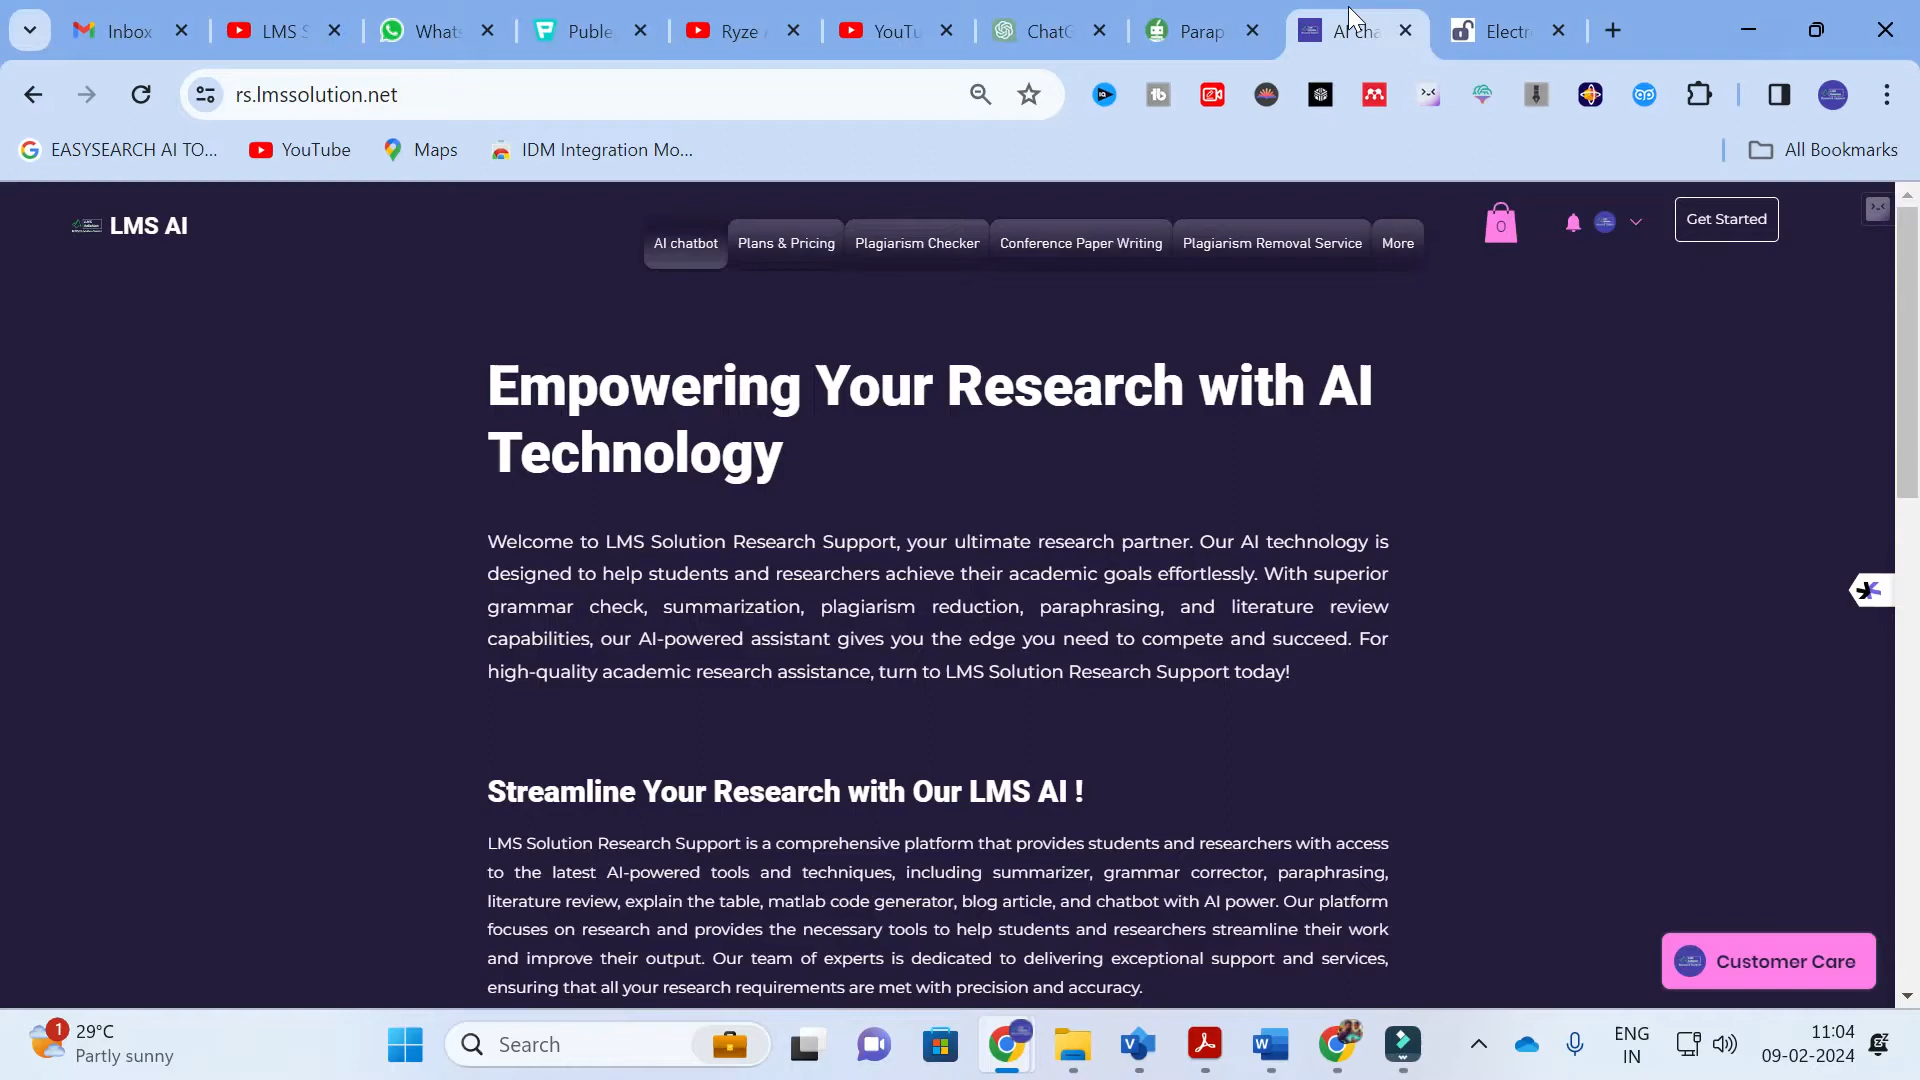 Inbox
LMS S
What
Puble
Ryze
YouTu
ChatG
Parap
AI cha
Electr
rs.lmssolution.net
EASYSEARCH AI TO...
YouTube
Maps
IDM Integration Mo...
All Bookmarks
LMS AI
AI chatbot
Plans & Pricing
Plagiarism Checker
Conference Paper Writing
Plagiarism Removal Service
More
0
Get Started
Empowering Your Research with AI
Technology
Welcome to LMS Solution Research Support, your ultimate research partner. Our AI technology is
designed to help students and researchers achieve their academic goals effortlessly. With superior
grammar check, summarization, plagiarism reduction, paraphrasing, and literature review
capabilities, our AI-powered assistant gives you the edge you need to compete and succeed. For
high-quality academic research assistance, turn to LMS Solution Research Support today!
Streamline Your Research with Our LMS AI !
LMS Solution Research Support is a comprehensive platform that provides students and researchers with access
to the latest AI-powered tools and techniques, including summarizer, grammar corrector, paraphrasing,
literature review, explain the table, matlab code generator, blog article, and chatbot with AI power. Our platform
focuses on research and provides the necessary tools to help students and researchers streamline their work
and improve their output. Our team of experts is dedicated to delivering exceptional support and services,
ensuring that all your research requirements are met with precision and accuracy.
Customer Care
1
29°C
Partly sunny
Search
ENG
IN
11:04
09-02-2024